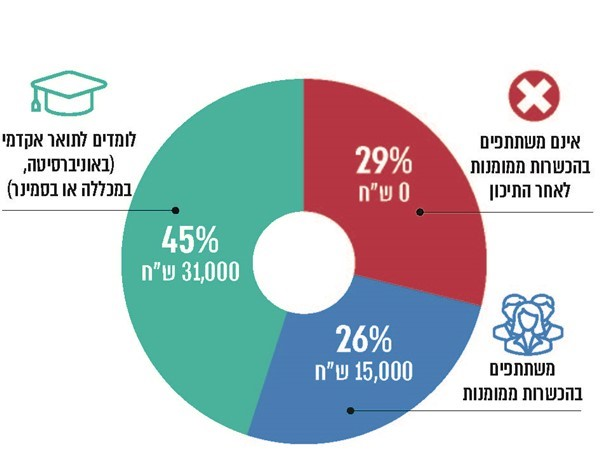 אינם משתתפים
בהכשרות ממומנות
לאחר התיכון
29%
0 ש"ח
לומדים לתואר אקדמי
(באוניברסיטה,
במכללה או בסמינר)
45%
31,000 ש"ח
משתתפים
בהכשרות ממומנות
26%
15,000 ש"ח